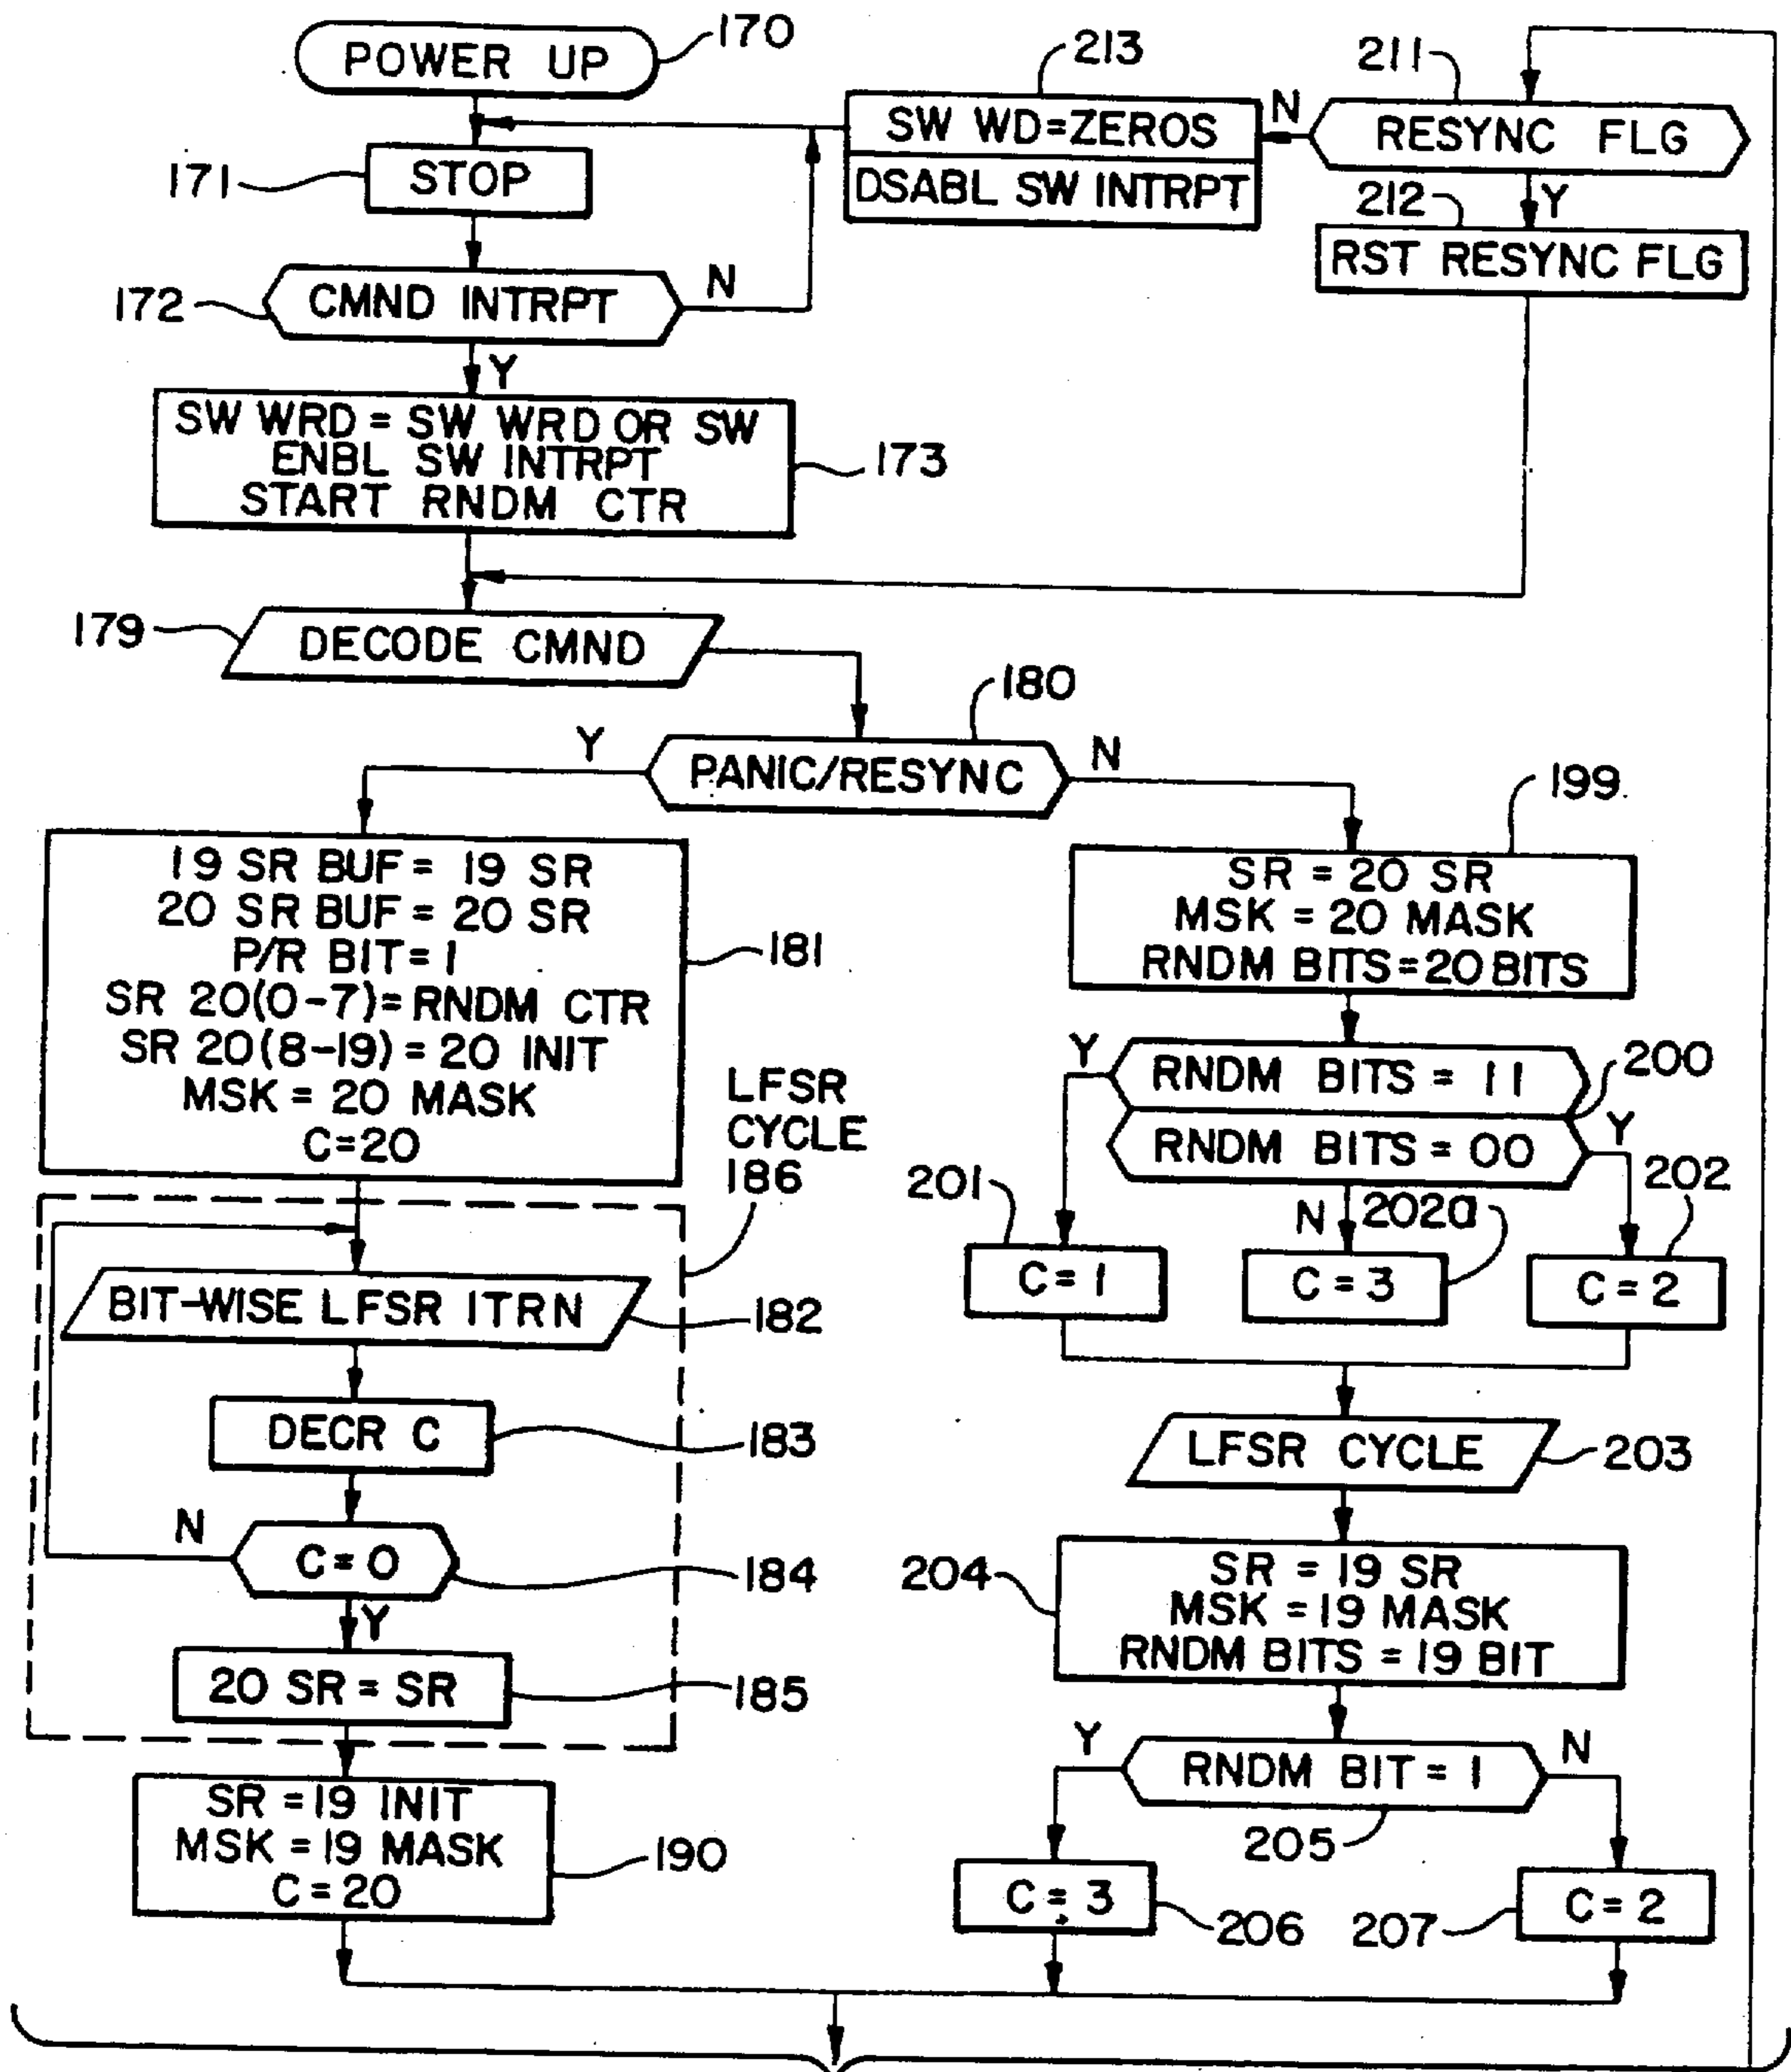 POWER UP
170
STOP
171
CMND INTRPT
172
N
Y
SW WRD = SW WRD OR SW
ENBL SW INTRPT
START RNDM CTR
173
213
SW WD=ZEROS
DSABL SW INTRPT
N
211
RESYNC FLG
212
Y
RST RESYNC FLG
179
DECODE CMND
180
Y
PANIC/RESYNC
N
19 SR BUF = 19 SR
20 SR BUF = 20 SR
P/R BIT = 1
SR 20(0-7)= RNDM CTR
SR 20(8-19) = 20 INIT
MSK = 20 MASK
C=20
181
LFSR
CYCLE
186
BIT-WISE LFSR ITRN
182
DECR C
183
N
C=0
184
Y
20 SR = SR
185
SR = 19 INIT
MSK = 19 MASK
C=20
190
199
SR = 20 SR
MSK = 20 MASK
RNDM BITS = 20 BITS
Y
RNDM BITS = 11
200
RNDM BITS = 00
Y
201
N
202a
202
C = 1
C = 3
C = 2
LFSR CYCLE
203
204
SR = 19 SR
MSK = 19 MASK
RNDM BITS = 19 BIT
Y
RNDM BIT = 1
N
205
C = 3
206
207
C = 2